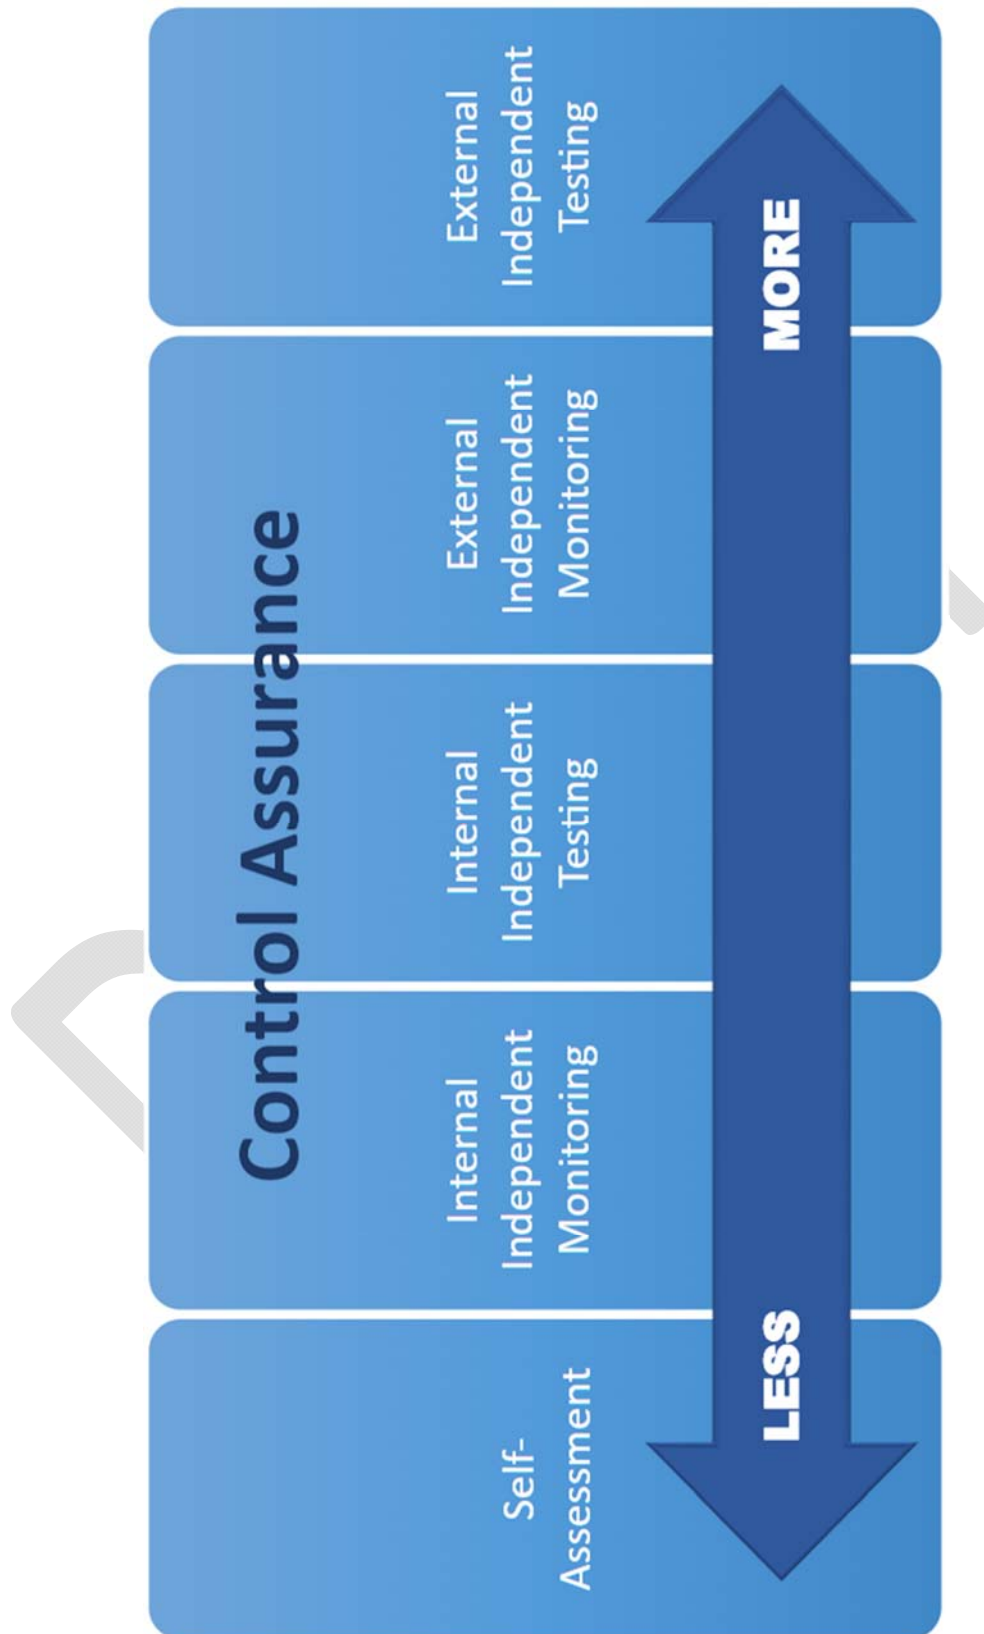 Control Assurance
Self-
Assessment
Internal
Independent
Monitoring
Internal
Independent
Testing
External
Independent
Monitoring
External
Independent
Testing
LESS
MORE